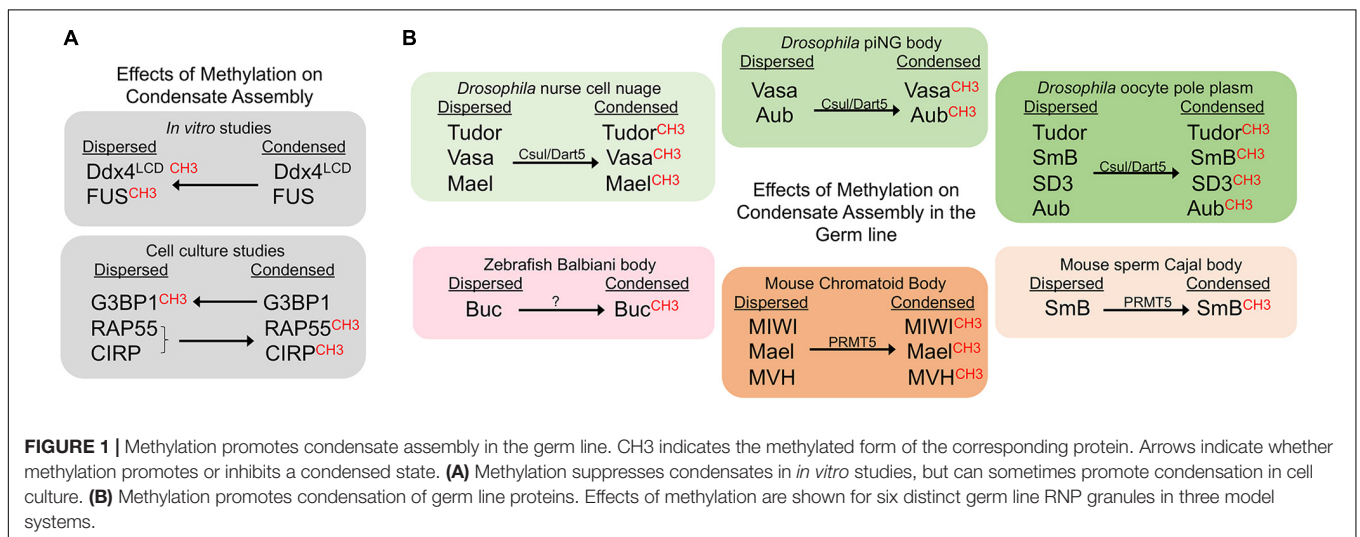 A
Effects of Methylation on
Condensate Assembly
In vitro studies
Dispersed Condensed
Ddx4LCD CH3 Ddx4LCD
FUSCH3 FUS
Cell culture studies
Dispersed Condensed
G3BP1CH3 G3BP1
RAP55 RAP55CH3
CIRP CIRPCH3
B
Drosophila nurse cell nuage
Dispersed Condensed
Tudor TudorCH3
Vasa Csul/Dart5 VasaCH3
Mael MaelCH3
Drosophila piNG body
Dispersed Condensed
Vasa VasaCH3
Aub Csul/Dart5 AubCH3
Drosophila oocyte pole plasm
Dispersed Condensed
Tudor TudorCH3
SmB SmBCH3
Csul/Dart5
SD3 SD3CH3
Aub AubCH3
Effects of Methylation on
Condensate Assembly in the
Germ line
Zebrafish Balbiani body
Dispersed Condensed
Buc ? BucCH3
Mouse Chromatoid Body
Dispersed Condensed
MIWI MIWICH3
Mael PRMT5 MaelCH3
MVH MVHCH3
Mouse sperm Cajal body
Dispersed Condensed
SmB PRMT5 SmBCH3
FIGURE 1 | Methylation promotes condensate assembly in the germ line. CH3 indicates the methylated form of the corresponding protein. Arrows indicate whether
methylation promotes or inhibits a condensed state. (A) Methylation suppresses condensates in in vitro studies, but can sometimes promote condensation in cell
culture. (B) Methylation promotes condensation of germ line proteins. Effects of methylation are shown for six distinct germ line RNP granules in three model
systems.